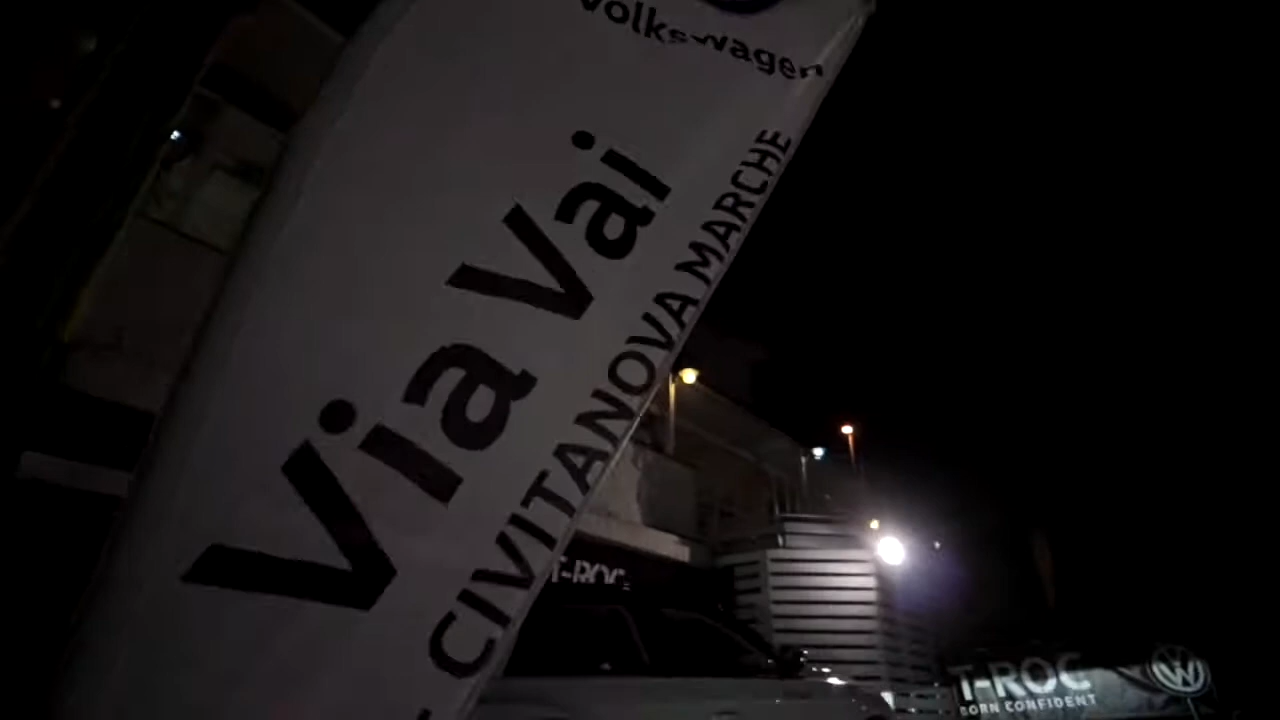 Volkswagen
Via Vai
CIVITANOVA MARCHE
T-ROC
T-ROC
BORN CONFIDENT